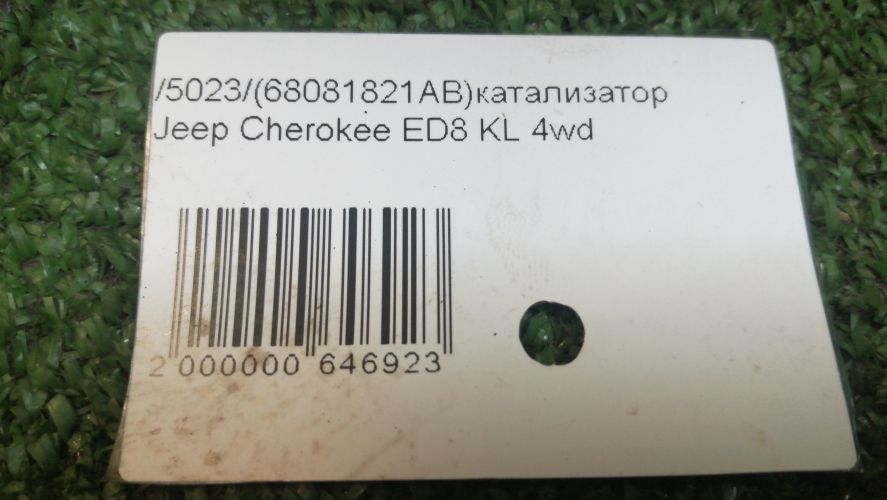 /5023/(68081821AB)катализатор
Jeep Cherokee ED8 KL 4wd
2 000000 646923